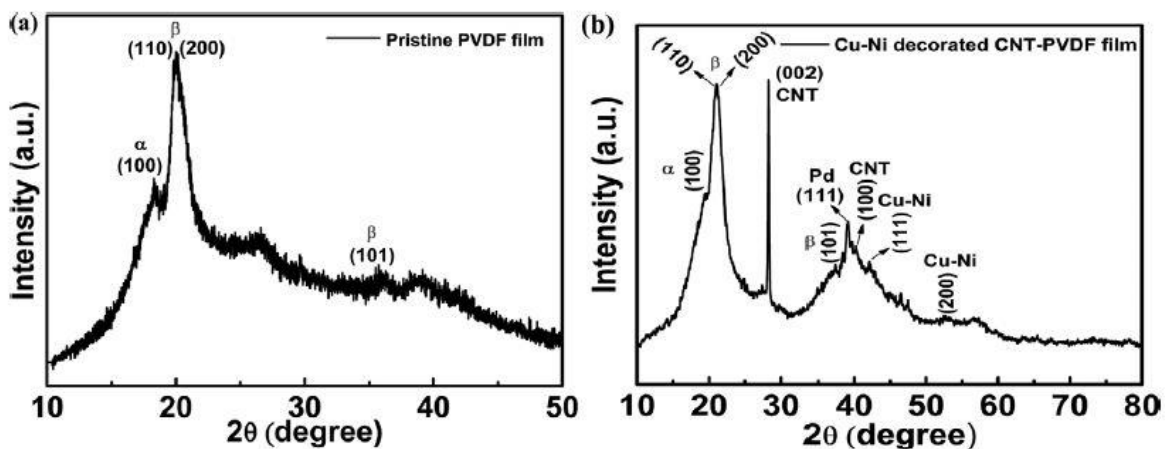 (a)
β
(110) (200)
Pristine PVDF film
α
(100)
β
(101)
Intensity (a.u.)
10 20 30 40 50
2θ (degree)
(b)
(110) β (200)
Cu-Ni decorated CNT-PVDF film
(002)
CNT
α (100)
Pd
(111)
CNT
(100)
Cu-Ni
(111)
β (101)
Cu-Ni
(200)
Intensity (a.u.)
10 20 30 40 50 60 70 80
2θ (degree)